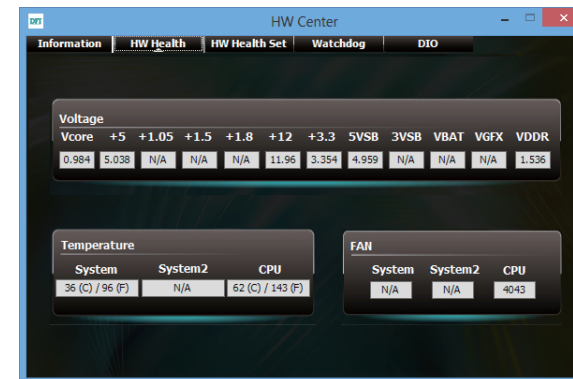 DFI
HW Center
Information HW Health HW Health Set Watchdog DIO
Voltage
Vcore +5 +1.05 +1.5 +1.8 +12 +3.3 5VSB 3VSB VBAT VGFX VDDR
0.984 5.038 N/A N/A N/A 11.96 3.354 4.959 N/A N/A N/A 1.536
Temperature
System System2 CPU
36 (C) / 96 (F) N/A 62 (C) / 143 (F)
FAN
System System2 CPU
N/A N/A 4043